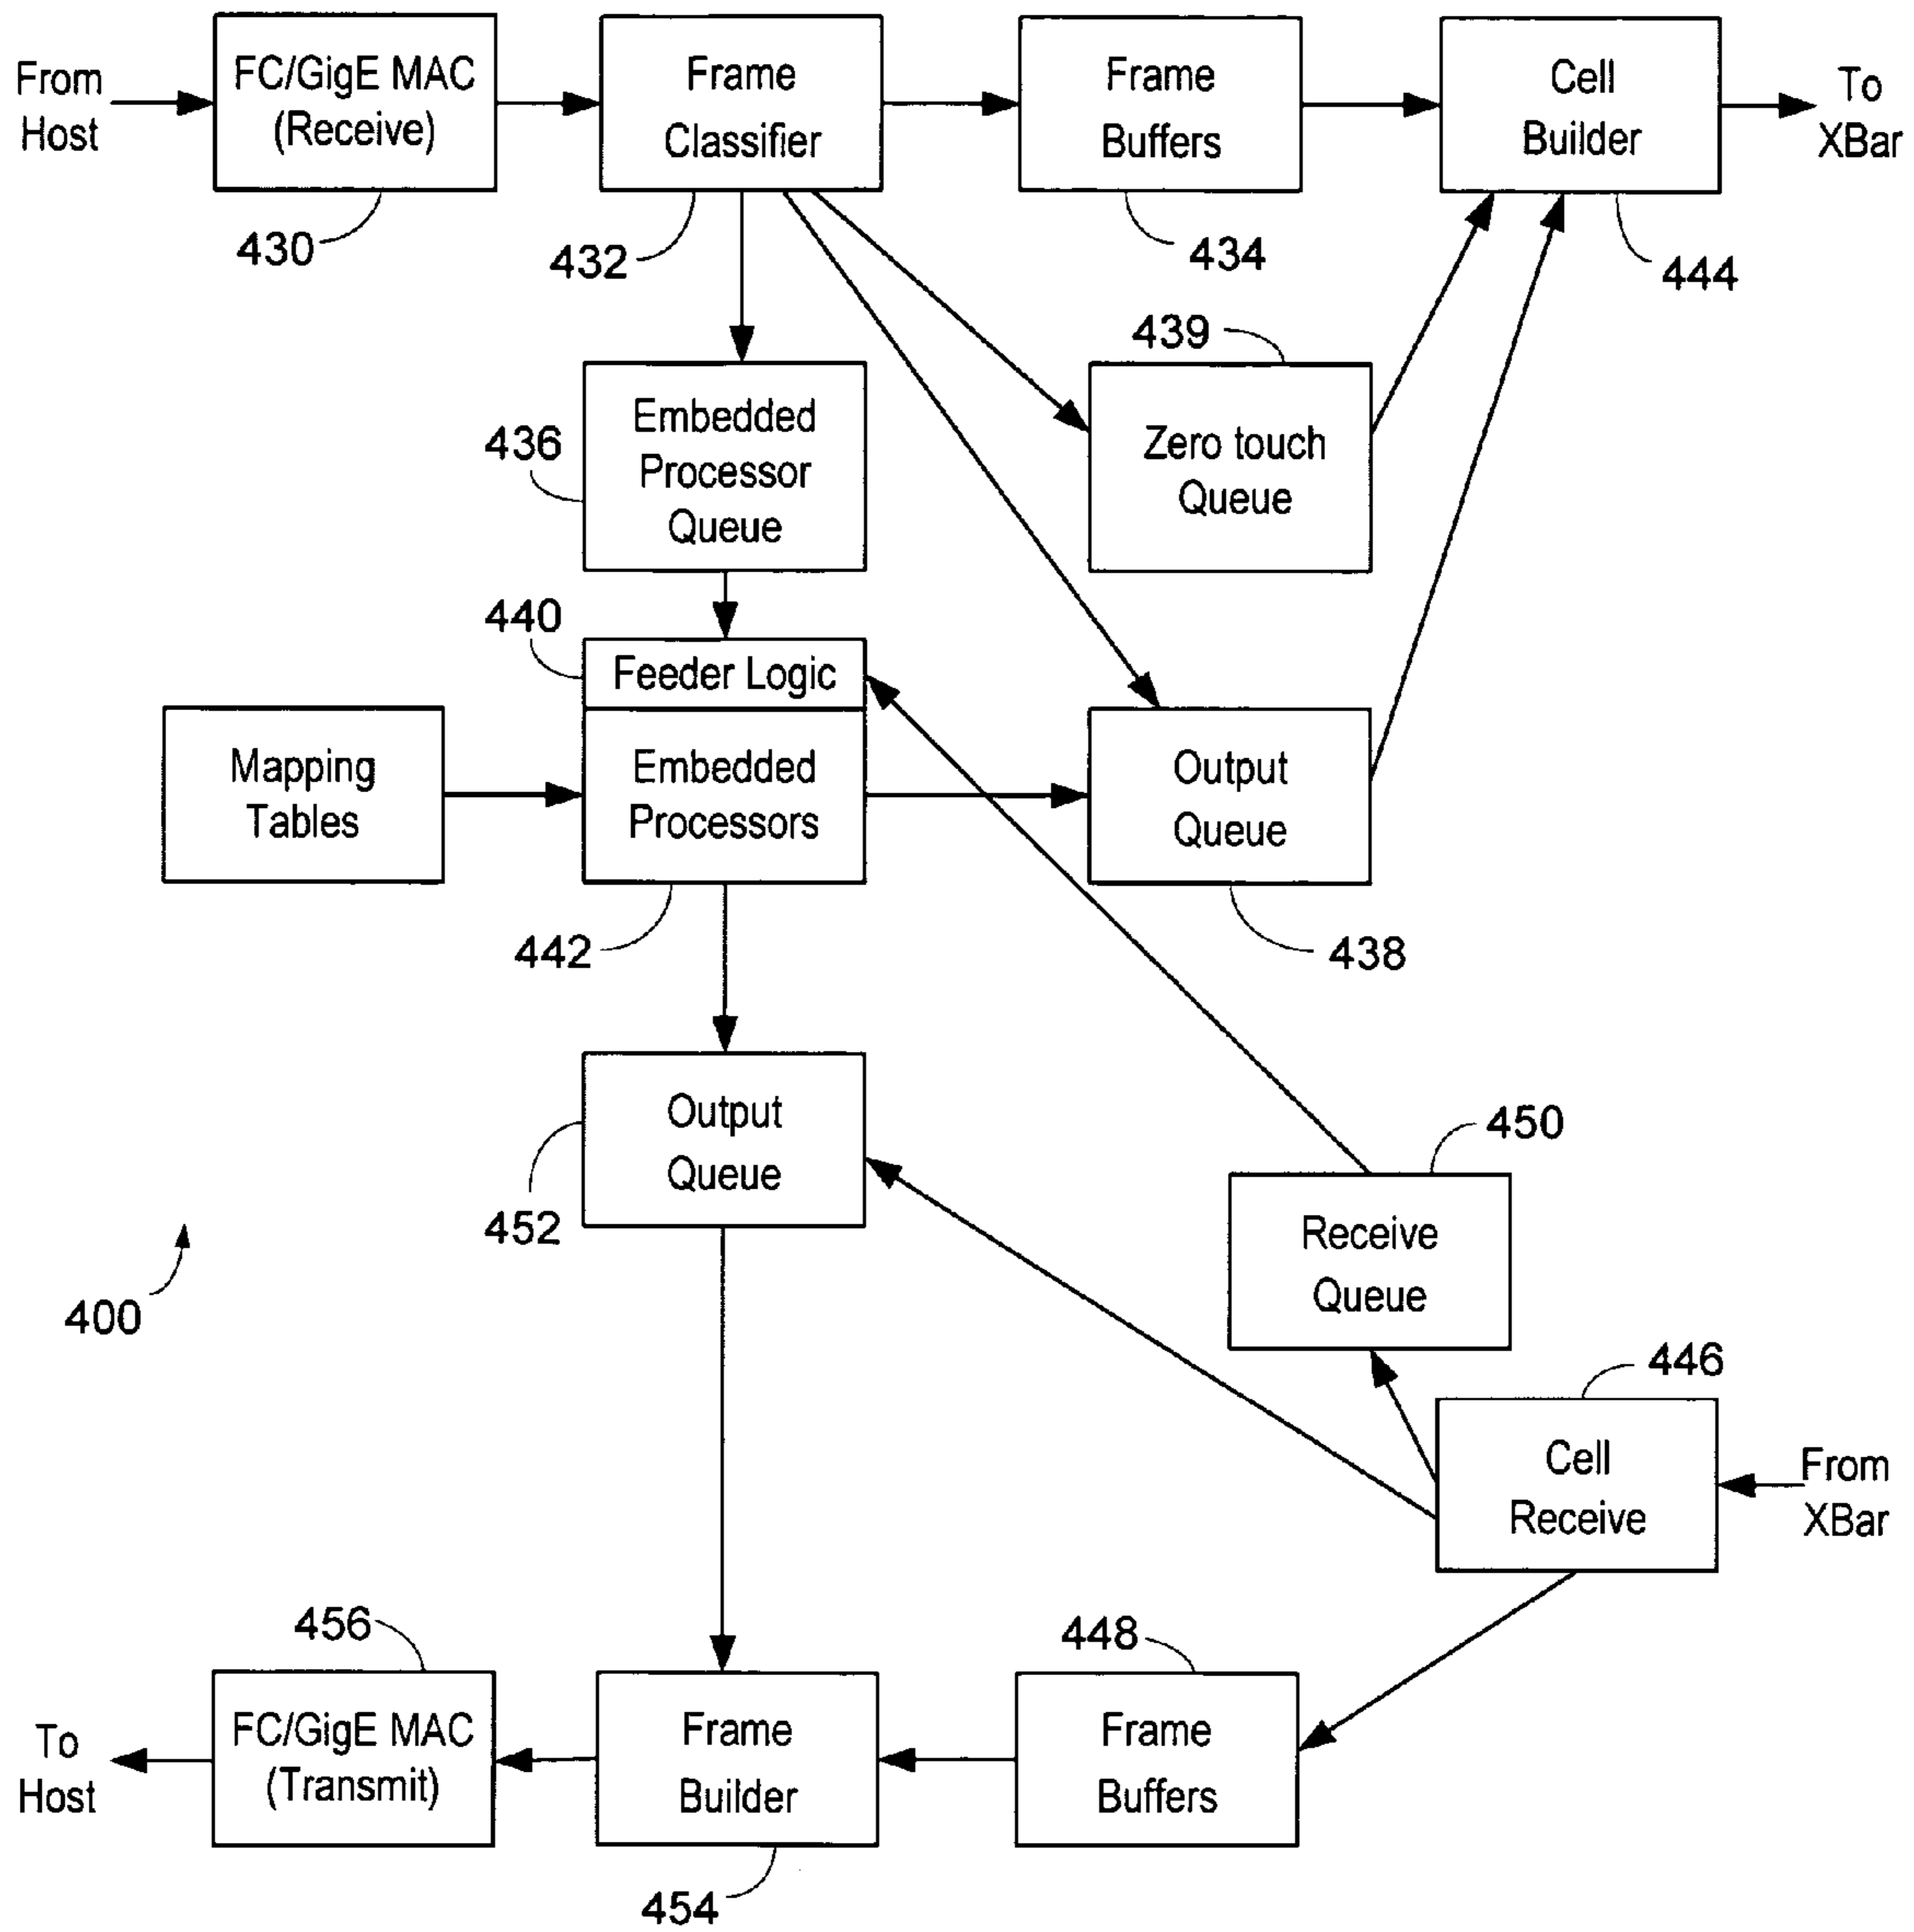 From
Host
FC/GigE MAC
(Receive)
430
Frame
Classifier
432
Frame
Buffers
434
Cell
Builder
444
To
XBar
439
Zero touch
Queue
436
Embedded
Processor
Queue
440
Feeder Logic
Mapping
Tables
Embedded
Processors
442
Output
Queue
438
Output
Queue
452
450
Receive
Queue
400
446
Cell
Receive
From
XBar
456
FC/GigE MAC
(Transmit)
To
Host
Frame
Builder
454
448
Frame
Buffers